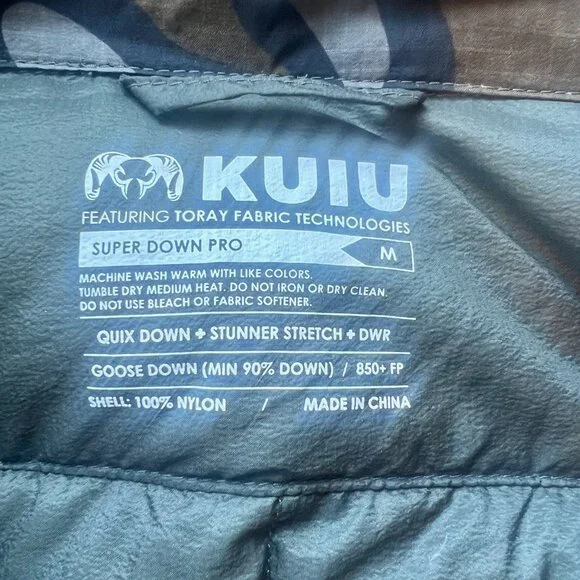 KUIU
FEATURING TORAY FABRIC TECHNOLOGIES
SUPER DOWN PRO M
MACHINE WASH WARM WITH LIKE COLORS.
TUMBLE DRY MEDIUM HEAT. DO NOT IRON OR DRY CLEAN.
DO NOT USE BLEACH OR FABRIC SOFTENER.
QUIX DOWN + STUNNER STRETCH + DWR
GOOSE DOWN (MIN 90% DOWN) / 850+ FP
SHELL: 100% NYLON / MADE IN CHINA